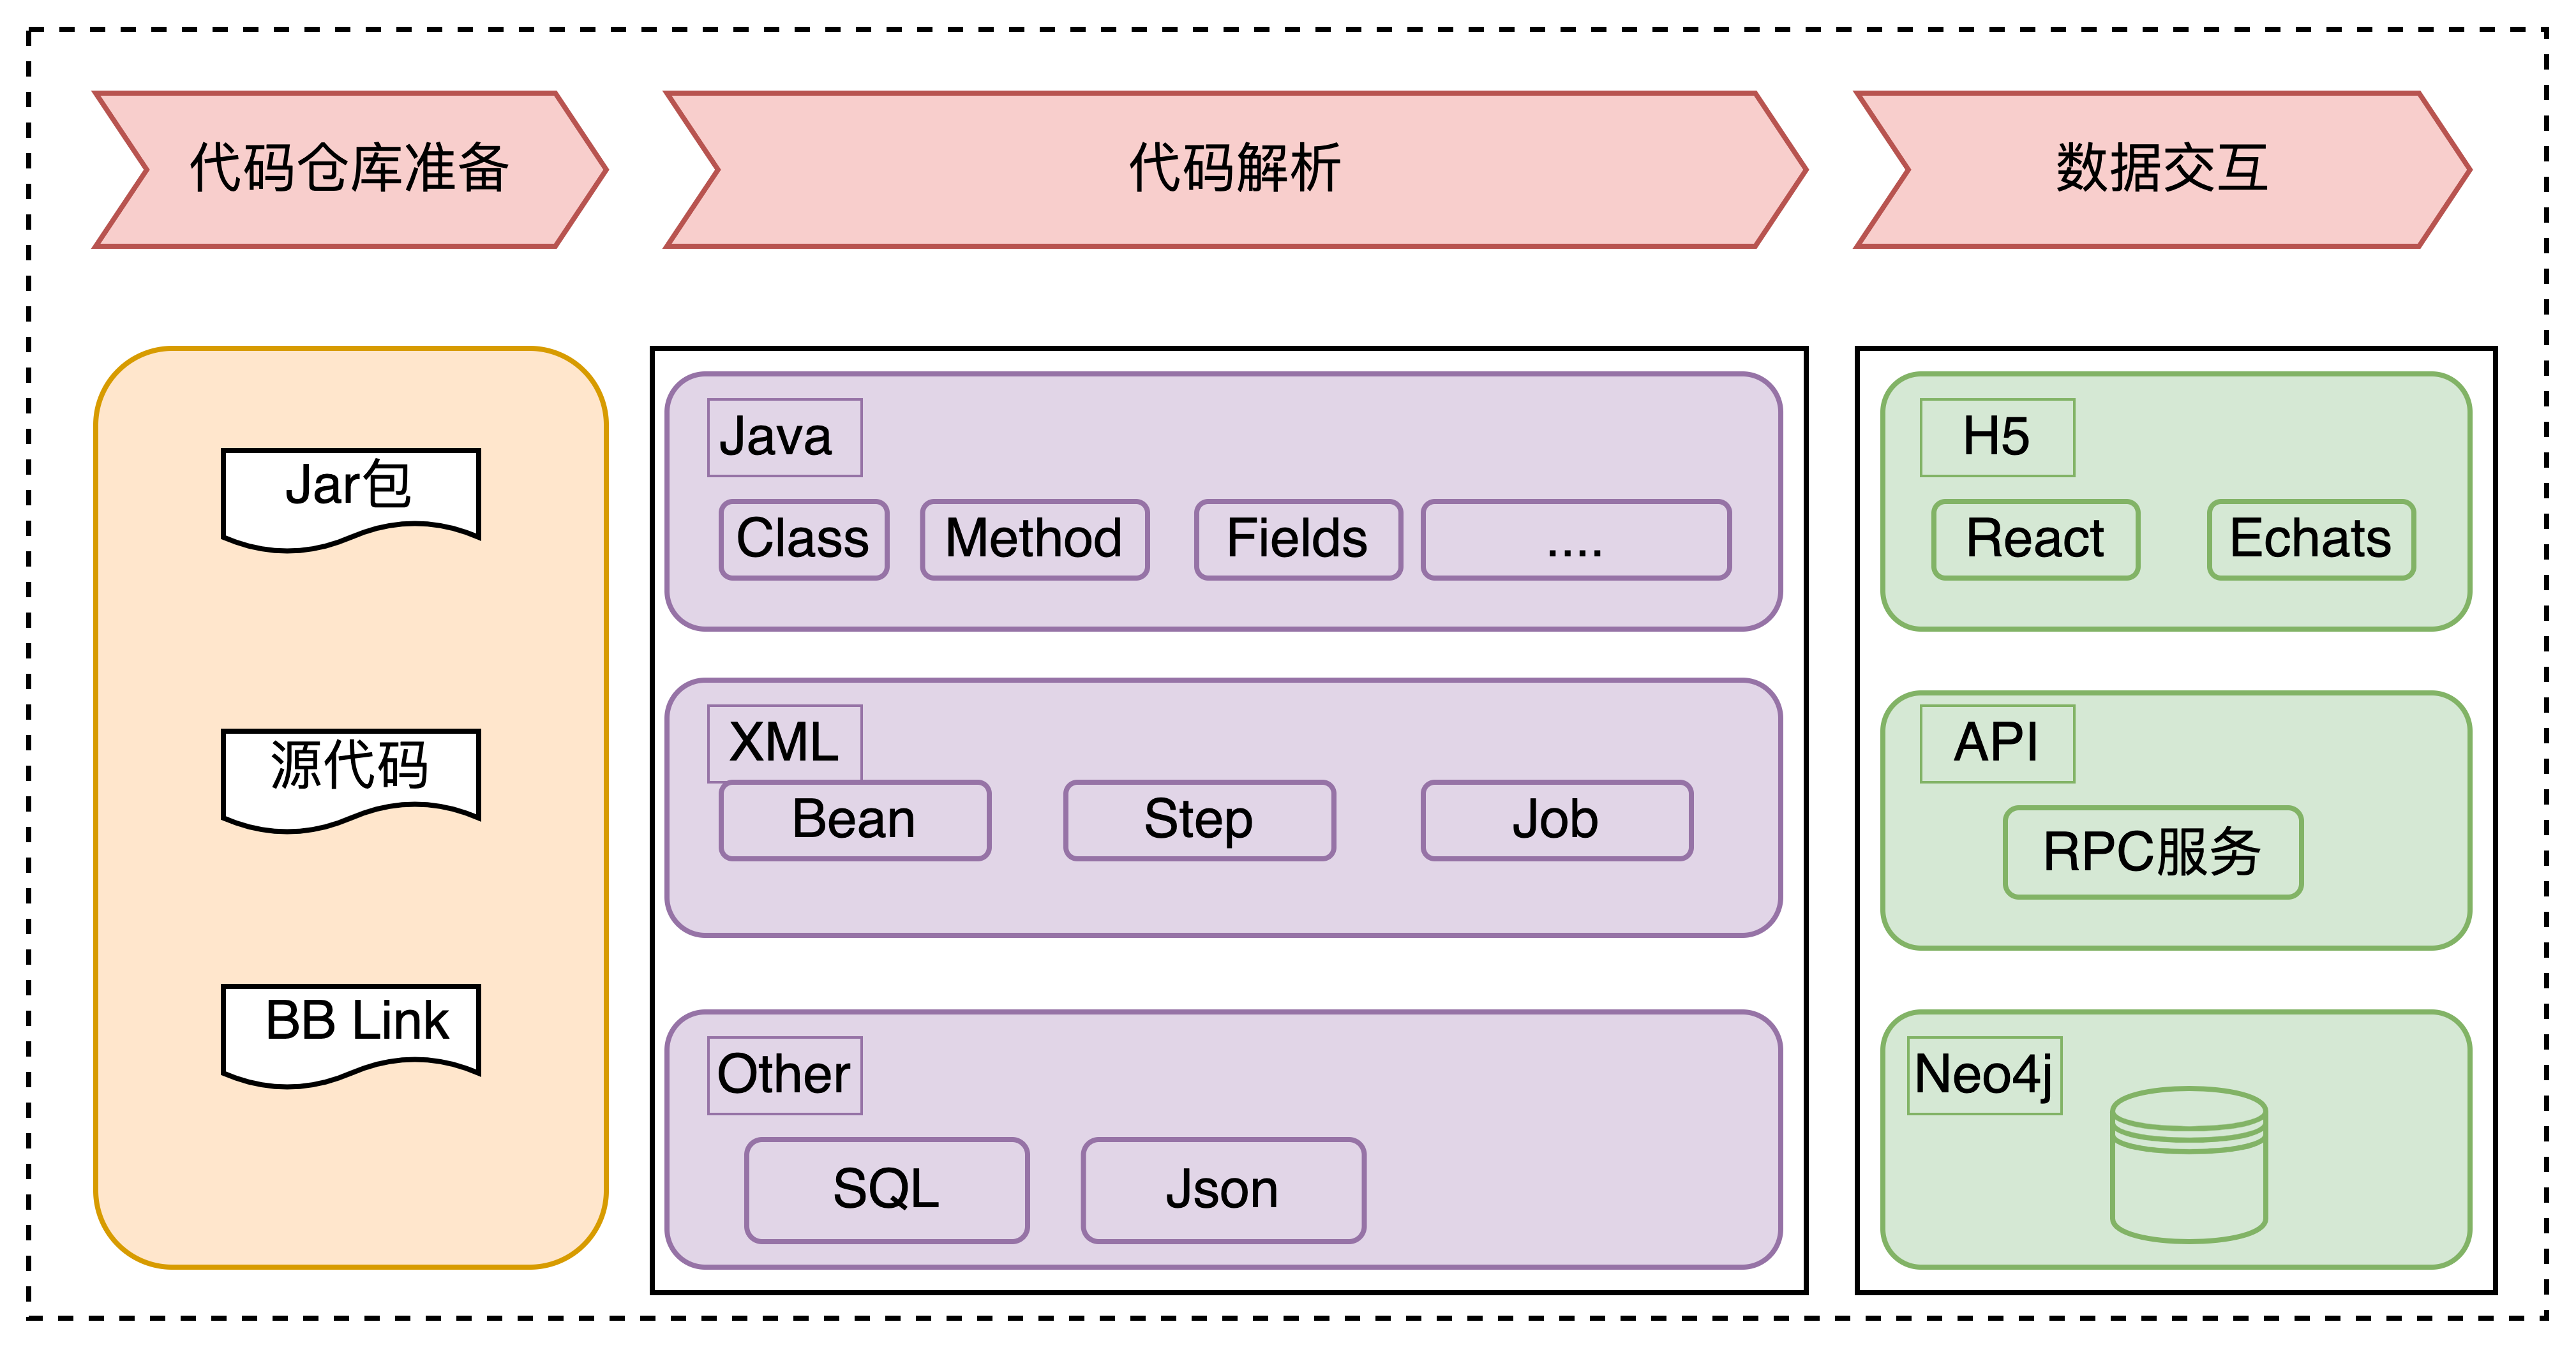 代码仓库准备
代码解析
数据交互
Jar包
源代码
BB Link
Java
Class
Method
Fields
....
XML
Bean
Step
Job
Other
SQL
Json
H5
React
Echats
API
RPC服务
Neo4j